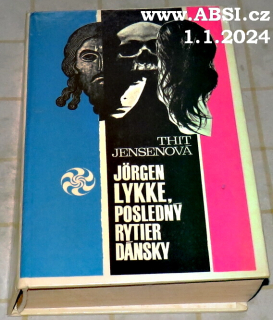 www.ABSI.cz
1.1.2024
THIT
JENSENOVÁ
JÖRGEN
LYKKE,
POSLEDNÝ
RYTIER
DÁNSKY